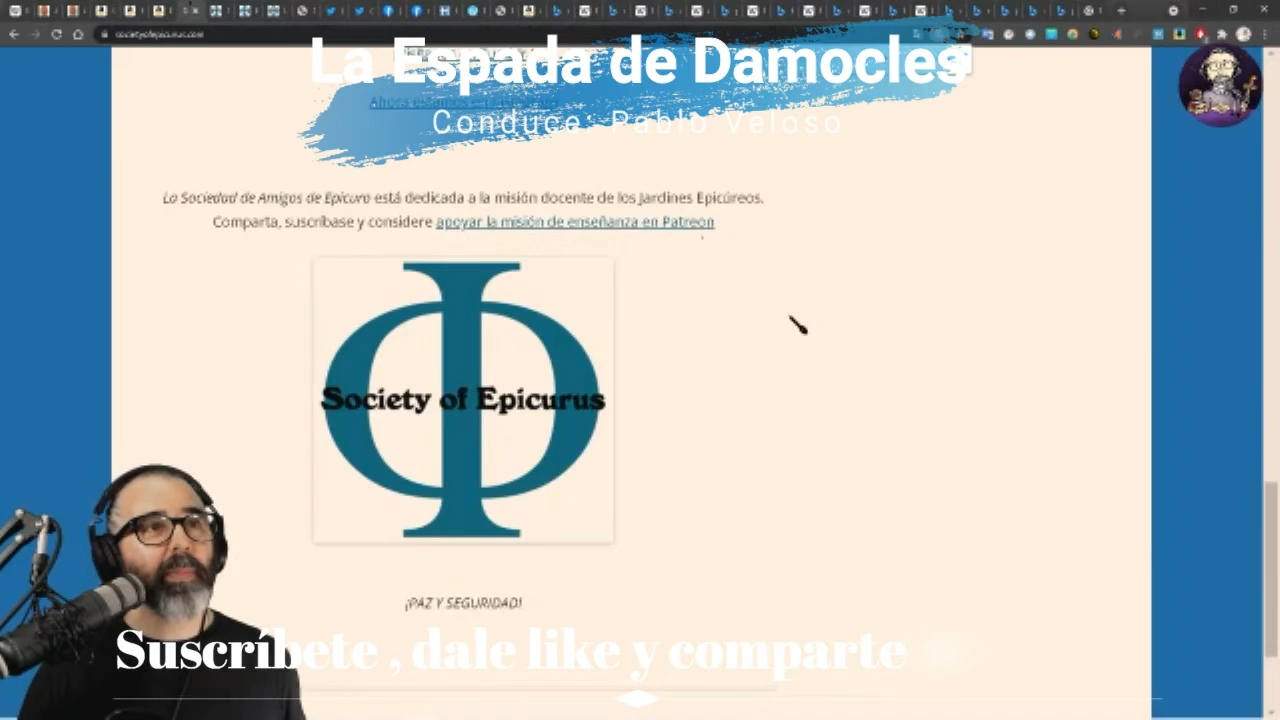 societyofepicurus.com
La Espada de Damocles
Conduce: Pablo Veloso
La Sociedad de Amigos de Epicuro está dedicada a la misión docente de los Jardines Epicúreos.
Comparta, suscríbase y considere apoyar la misión de enseñanza en Patreon
Society of Epicurus
¡PAZ Y SEGURIDAD!
Suscríbete , dale like y comparte